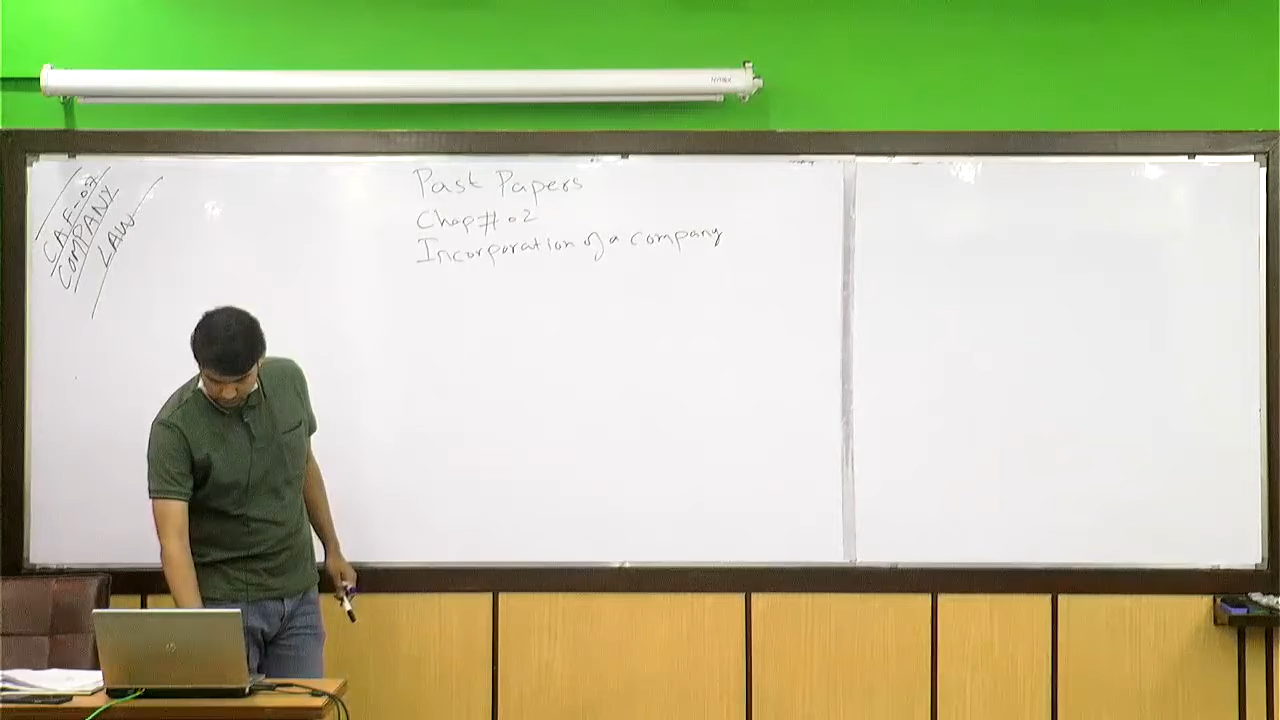 CAF-03
COMPANY
LAW
Past Papers
Chap # 02
Incorporation of a company